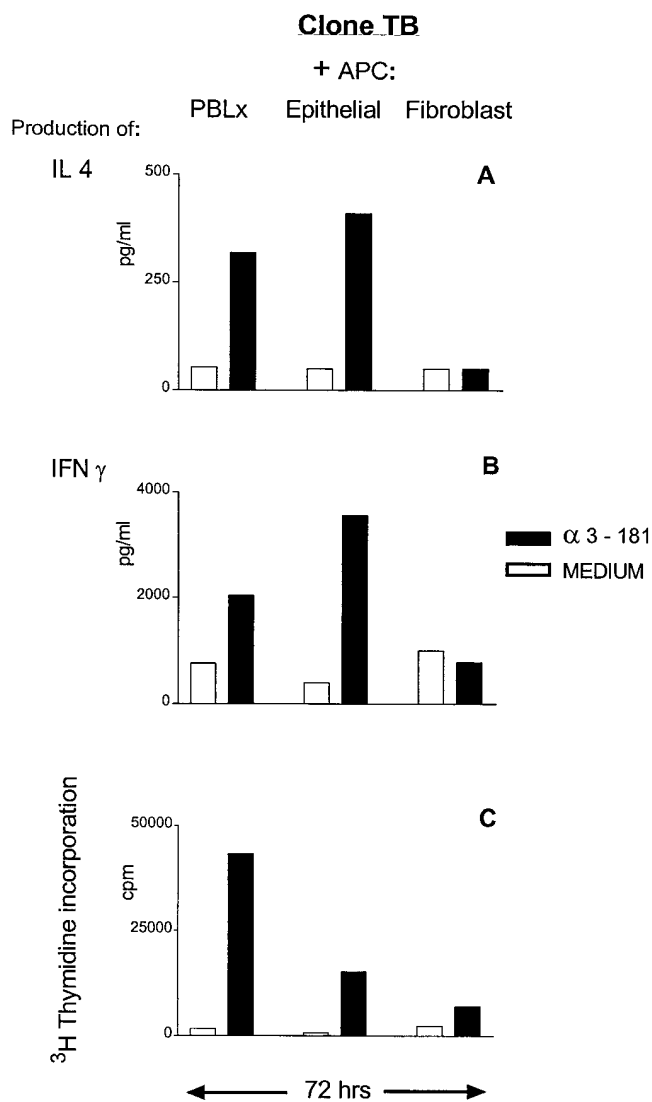 Clone TB
+ APC:
PBLx Epithelial Fibroblast
Production of:
IL 4
A
500
250
0
pg/ml
IFN γ
B
4000
2000
0
pg/ml
α 3 - 181
MEDIUM
C
³H Thymidine incorporation
50000
25000
0
cpm
72 hrs